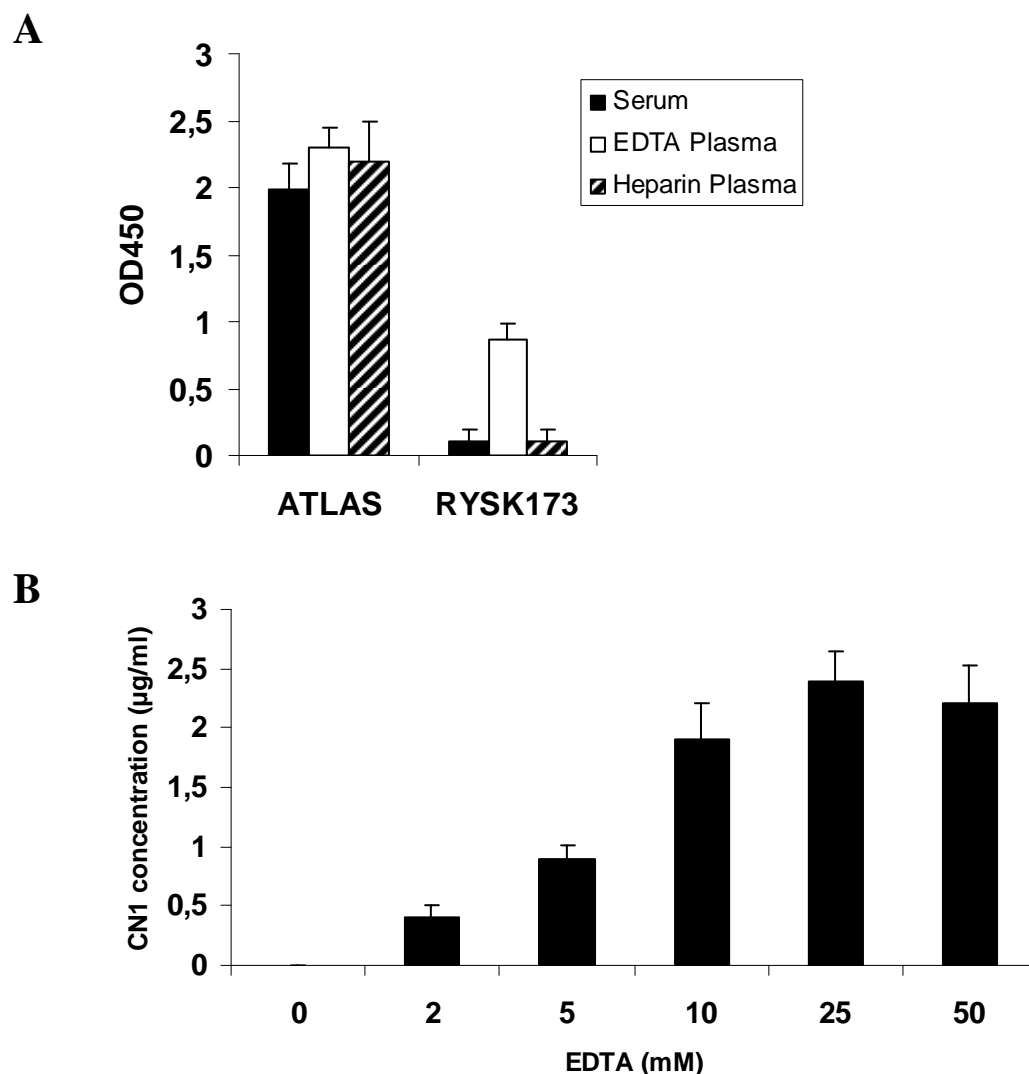 A
OD450
3
2,5
2
1,5
1
0,5
0
Serum
EDTA Plasma
Heparin Plasma
ATLAS RYSK173
B
CN1 concentration (µg/ml)
3
2,5
2
1,5
1
0,5
0
0 2 5 10 25 50
EDTA (mM)